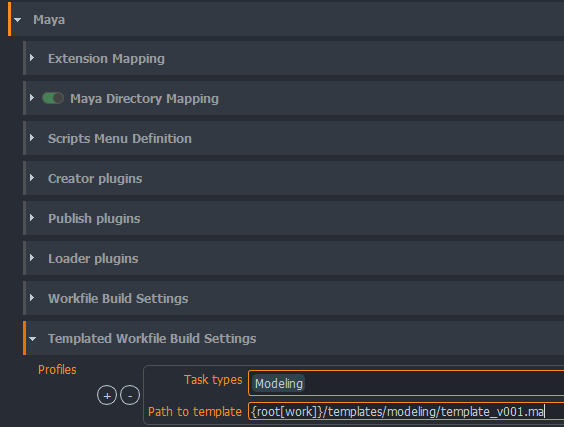 Maya
Extension Mapping
Maya Directory Mapping
Scripts Menu Definition
Creator plugins
Publish plugins
Loader plugins
Workfile Build Settings
Templated Workfile Build Settings
Profiles
+ -
Task types Modeling
Path to template {root[work]}/templates/modeling/template_v001.ma